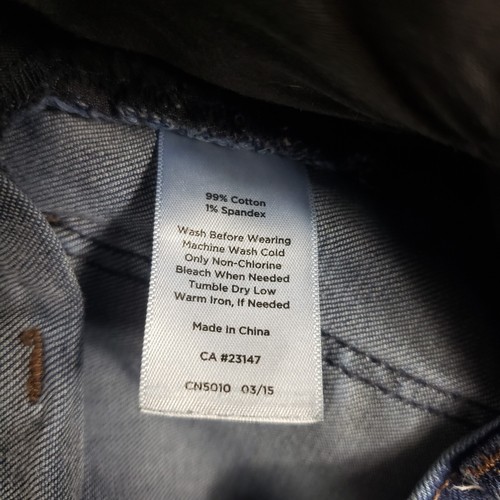 99% Cotton
1% Spandex
Wash Before Wearing
Machine Wash Cold
Only Non-Chlorine
Bleach When Needed
Tumble Dry Low
Warm Iron, If Needed
Made in China
CA #23147
CN5010 03/15